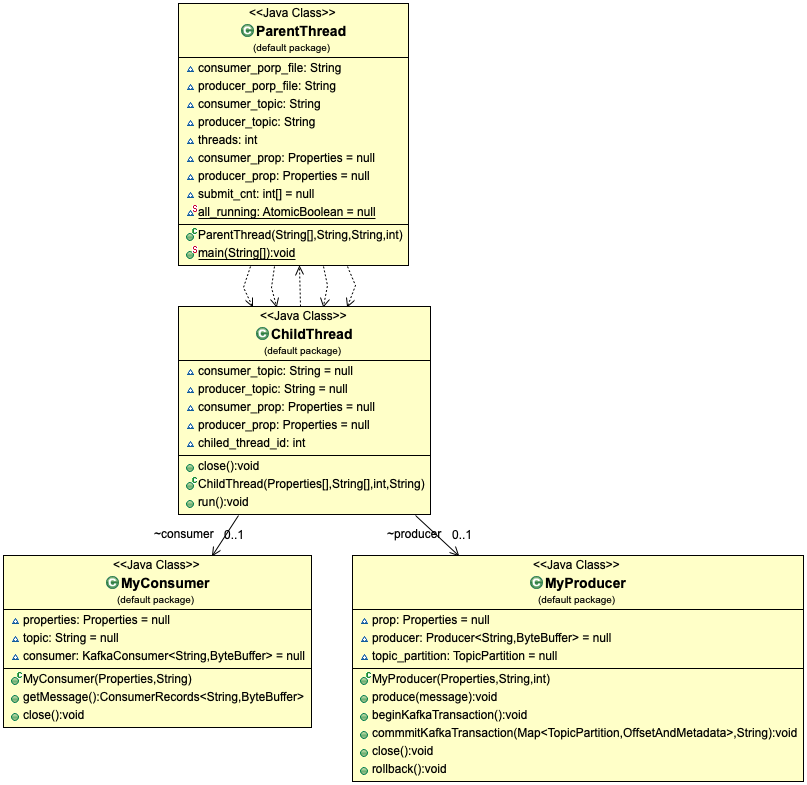 <<Java Class>>
ParentThread
(default package)
consumer_porp_file: String
producer_porp_file: String
consumer_topic: String
producer_topic: String
threads: int
consumer_prop: Properties = null
producer_prop: Properties = null
submit_cnt: int[] = null
all_running: AtomicBoolean = null
ParentThread(String[],String,String,int)
main(String[]):void
<<Java Class>>
ChildThread
(default package)
consumer_topic: String = null
producer_topic: String = null
consumer_prop: Properties = null
producer_prop: Properties = null
chiled_thread_id: int
close():void
ChildThread(Properties[],String[],int,String)
run():void
~consumer 0..1
~producer 0..1
<<Java Class>>
MyConsumer
(default package)
properties: Properties = null
topic: String = null
consumer: KafkaConsumer<String,ByteBuffer> = null
MyConsumer(Properties,String)
getMessage():ConsumerRecords<String,ByteBuffer>
close():void
<<Java Class>>
MyProducer
(default package)
prop: Properties = null
producer: Producer<String,ByteBuffer> = null
topic_partition: TopicPartition = null
MyProducer(Properties,String,int)
produce(message):void
beginKafkaTransaction():void
commmitKafkaTransaction(Map<TopicPartition,OffsetAndMetadata>,String):void
close():void
rollback():void